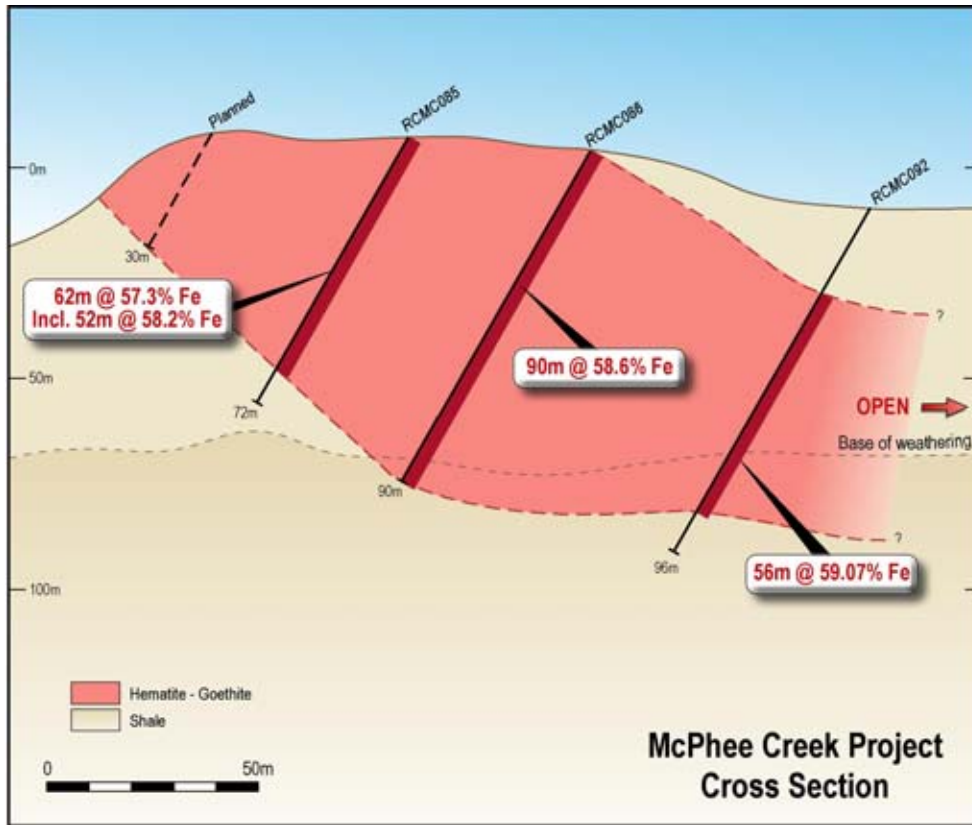 Planned
RCMC085
RCMC088
RCMC092
0m
30m
62m @ 57.3% Fe
Incl. 52m @ 58.2% Fe
90m @ 58.6% Fe
?
50m
72m
OPEN
Base of weathering
90m
?
96m
56m @ 59.07% Fe
100m
Hematite - Goethite
Shale
0
50m
McPhee Creek Project
Cross Section